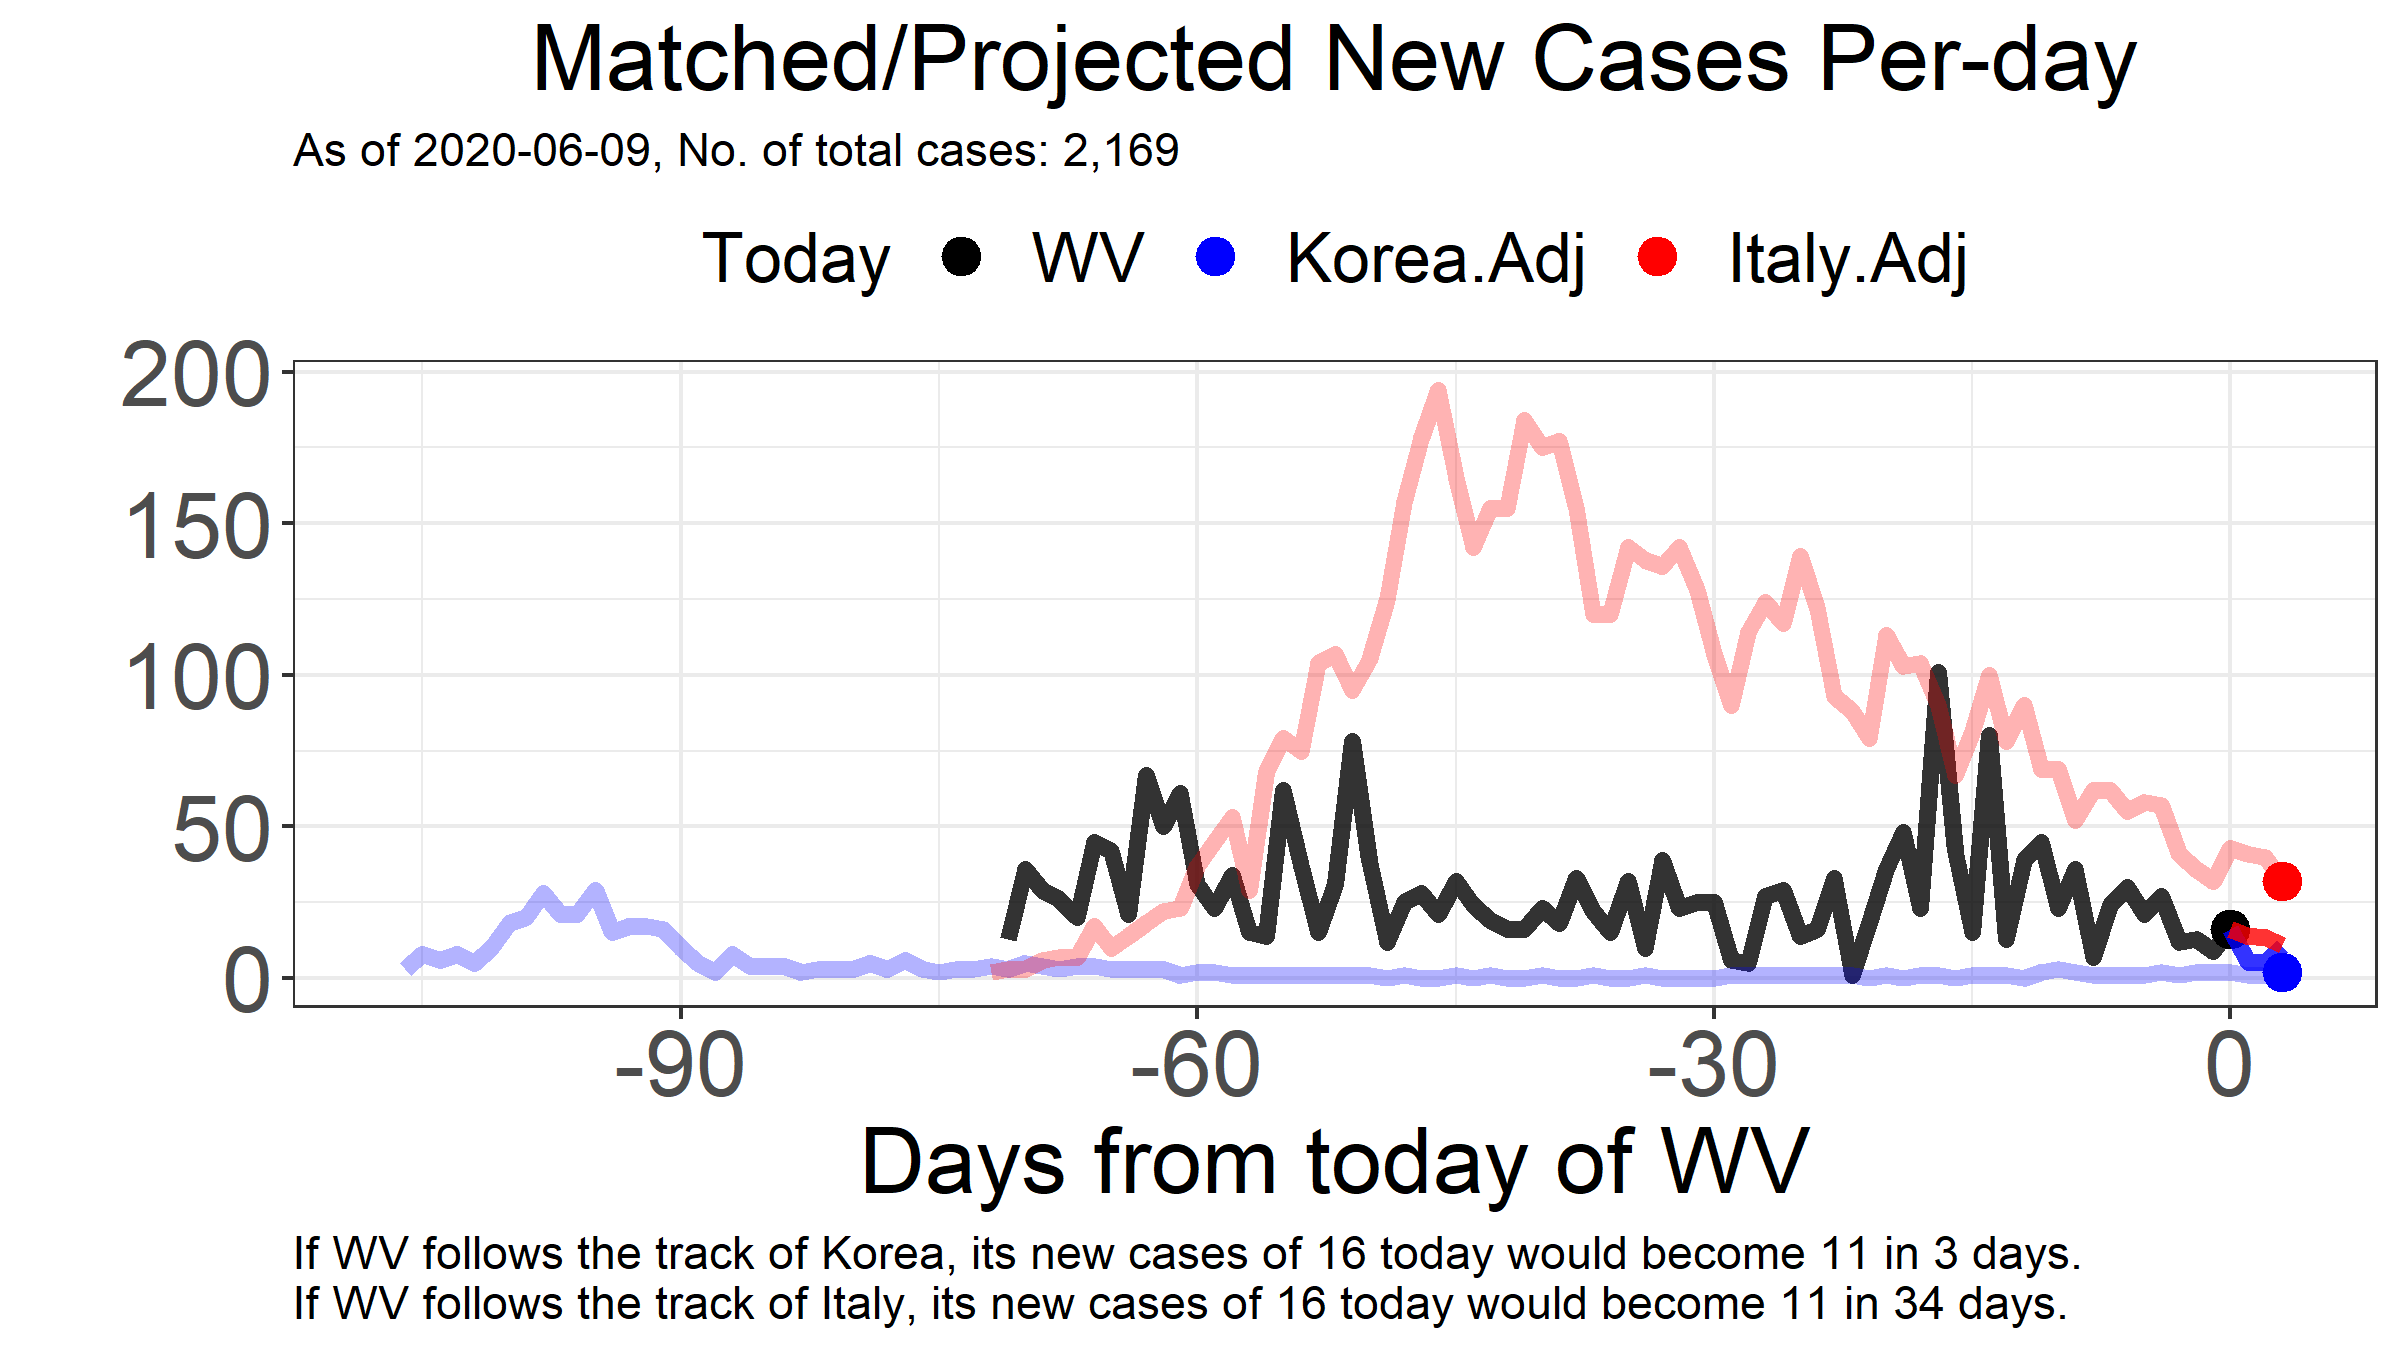 Matched/Projected New Cases Per-day
As of 2020-06-09, No. of total cases: 2,169
Today WV Korea.Adj Italy.Adj
200
150
100
50
0
-90 -60 -30 0
Days from today of WV
If WV follows the track of Korea, its new cases of 16 today would become 11 in 3 days.
If WV follows the track of Italy, its new cases of 16 today would become 11 in 34 days.